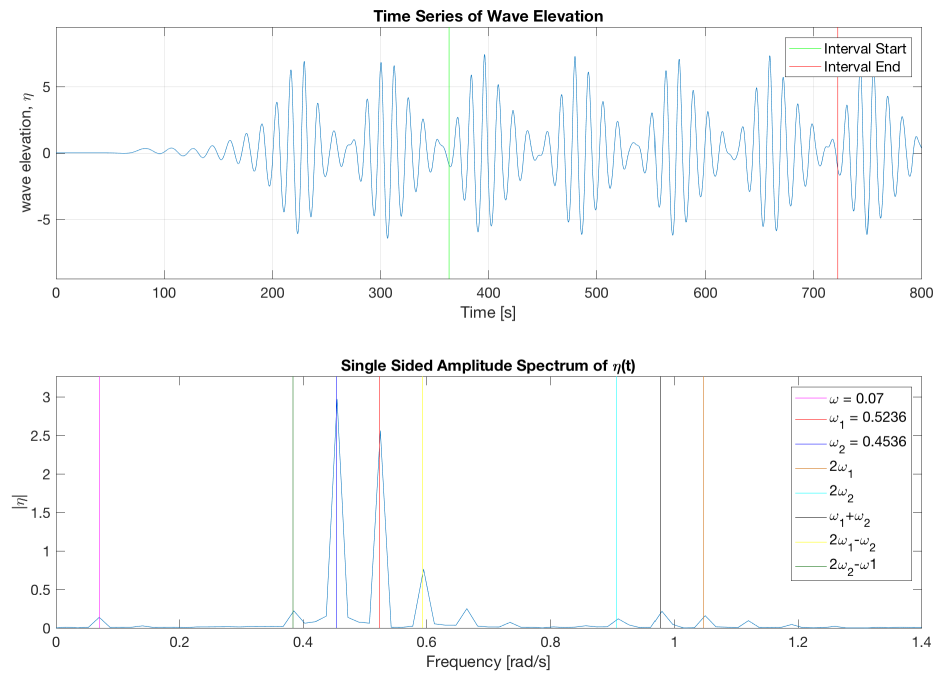 Time Series of Wave Elevation
wave elevation, η
5
0
-5
Interval Start
Interval End
0 100 200 300 400 500 600 700 800
Time [s]
Single Sided Amplitude Spectrum of η(t)
|η|
3
2.5
2
1.5
1
0.5
0
ω = 0.07
ω₁ = 0.5236
ω₂ = 0.4536
2ω₁
2ω₂
ω₁+ω₂
2ω₁-ω₂
2ω₂-ω1
0 0.2 0.4 0.6 0.8 1 1.2 1.4
Frequency [rad/s]